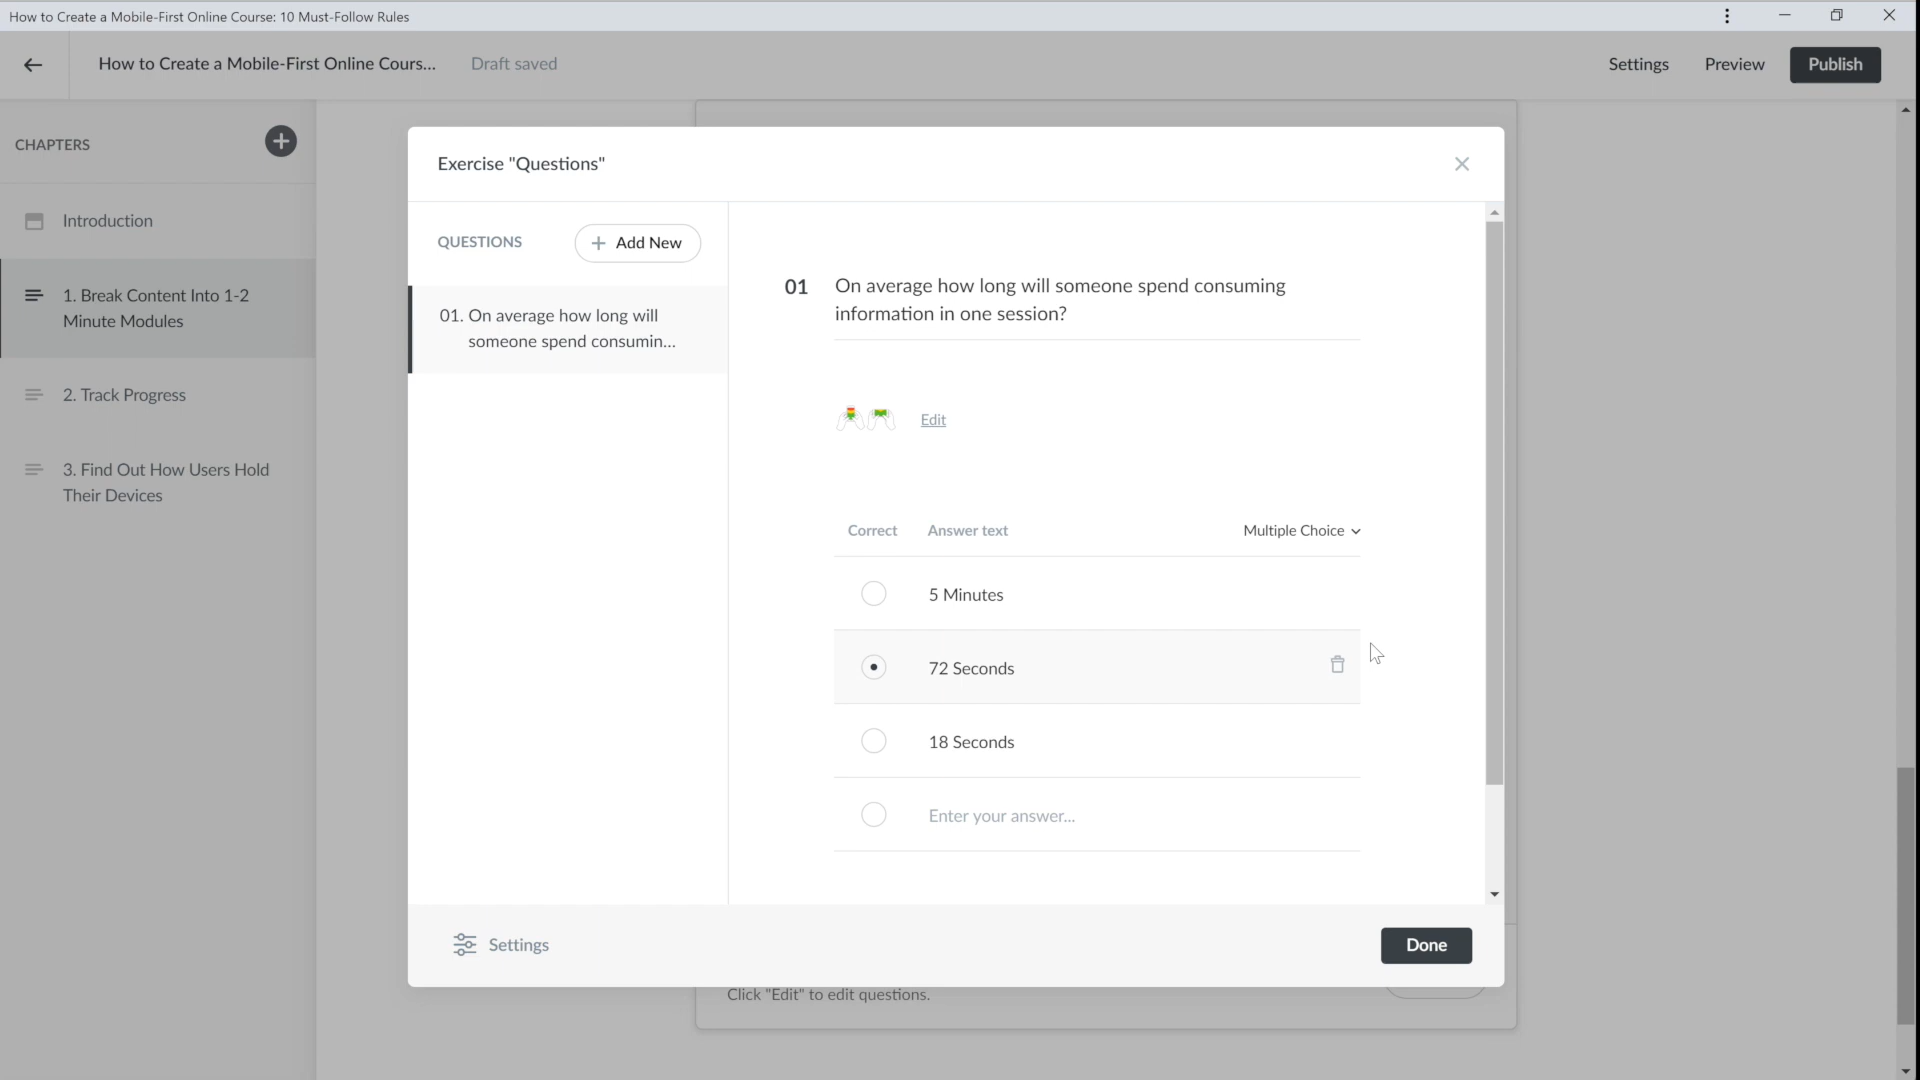 How to Create a Mobile-First Online Course: 10 Must-Follow Rules
How to Create a Mobile-First Online Cours...
Draft saved
Settings
Preview
Publish
CHAPTERS
Introduction
1. Break Content Into 1-2
Minute Modules
2. Track Progress
3. Find Out How Users Hold
Their Devices
Exercise "Questions"
QUESTIONS
Add New
01. On average how long will
someone spend consumin...
01 On average how long will someone spend consuming
information in one session?
Edit
Correct
Answer text
Multiple Choice
5 Minutes
72 Seconds
18 Seconds
Enter your answer...
Settings
Done
Click "Edit" to edit questions.